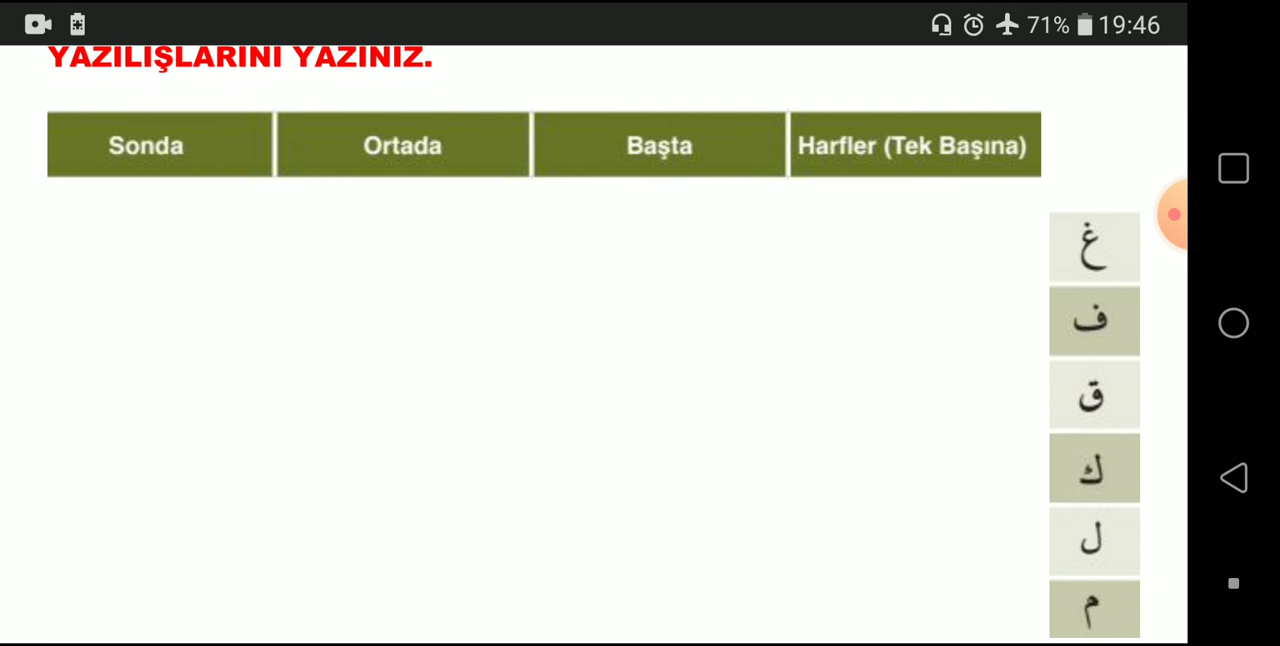 71% 19:46
YAZILIŞLARINI YAZINIZ.
Sonda Ortada Başta Harfler (Tek Başına)
غ
ف
ق
ك
ل
م